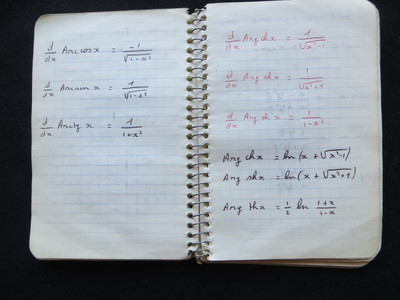 d/dx Arccos x = -1/√(1-x²)
d/dx Arcsin x = 1/√(1-x²)
d/dx Arctg x = 1/(1+x²)
d/dx Arg chx = 1/√(x²-1)
d/dx Arg shx = 1/√(x²+1)
d/dx Arg thx = 1/(1-x²)
Arg chx = ln(x + √(x²-1))
Arg shx = ln(x + √(x²+1))
Arg thx = 1/2 ln (1+x)/(1-x)